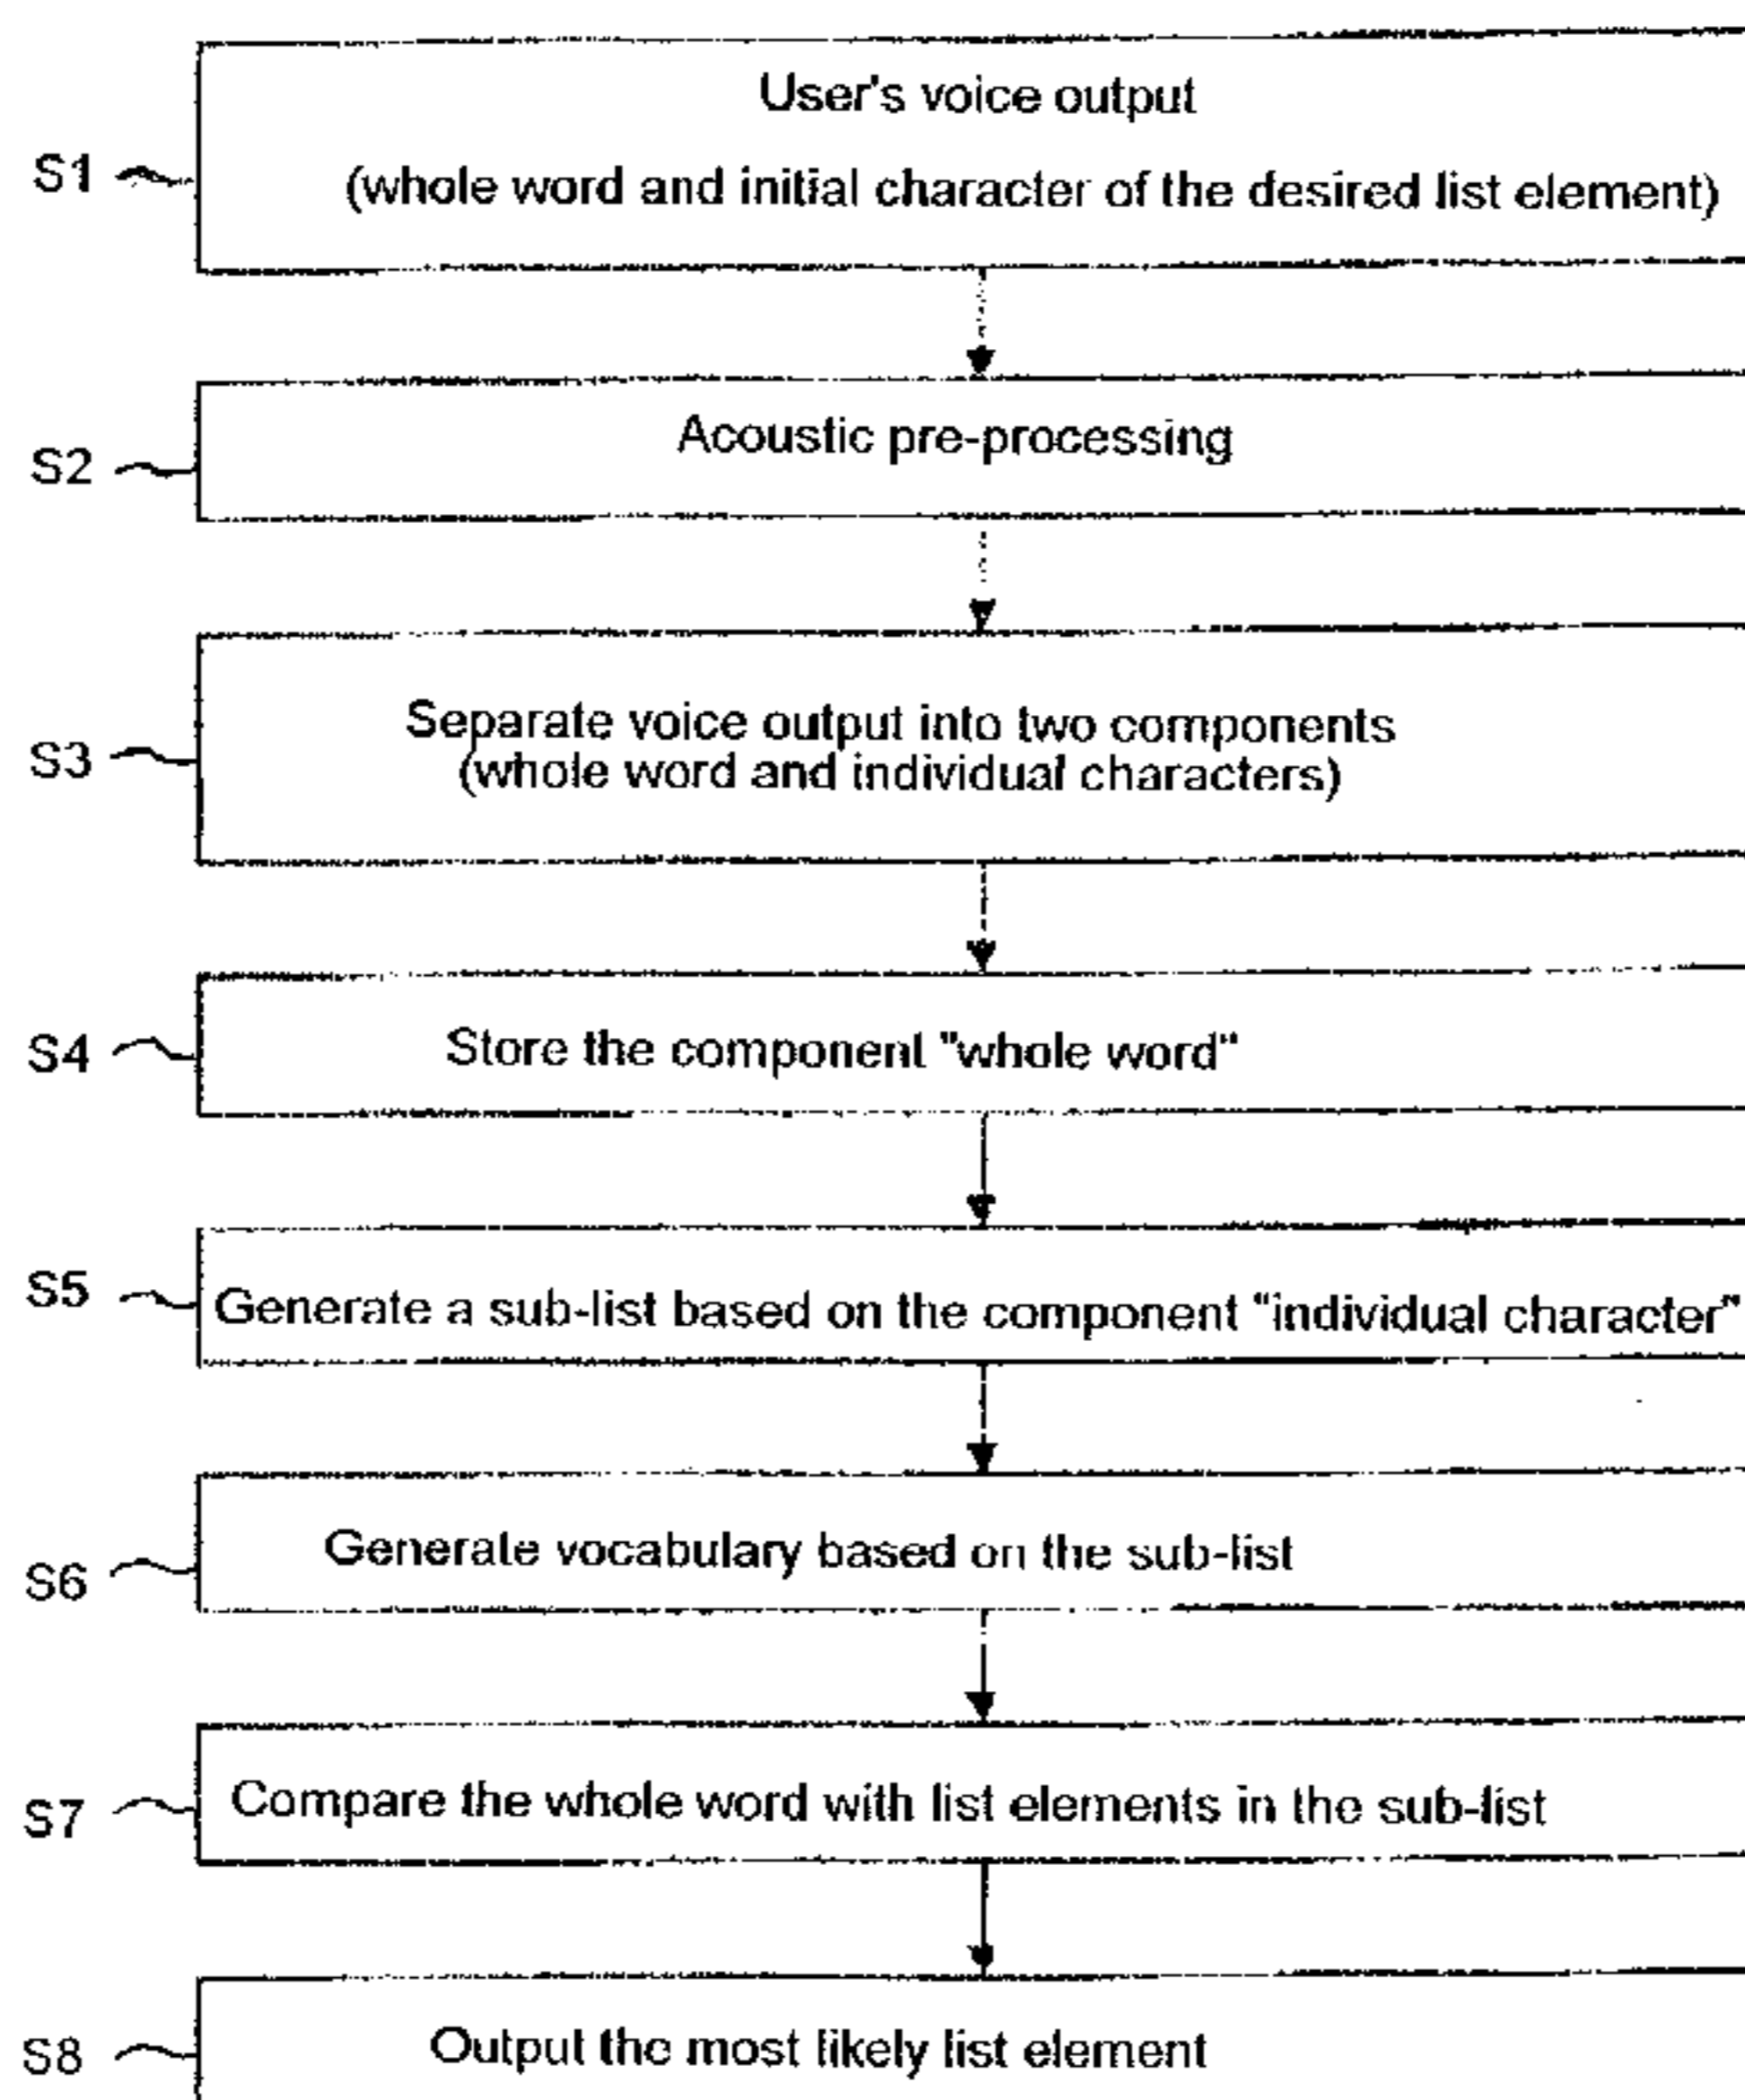 User's voice output
S1
(whole word and initial character of the desired list element)
Acoustic pre-processing
S2
Separate voice output into two components
S3
(whole word and individual characters)
S4
Store the component "whole word"
S5
Generate a sub-list based on the component "individual character"
Generate vocabulary based on the sub-list
S6
Compare the whole word with list elements in the sub-list
S7
Output the most likely list element
S8